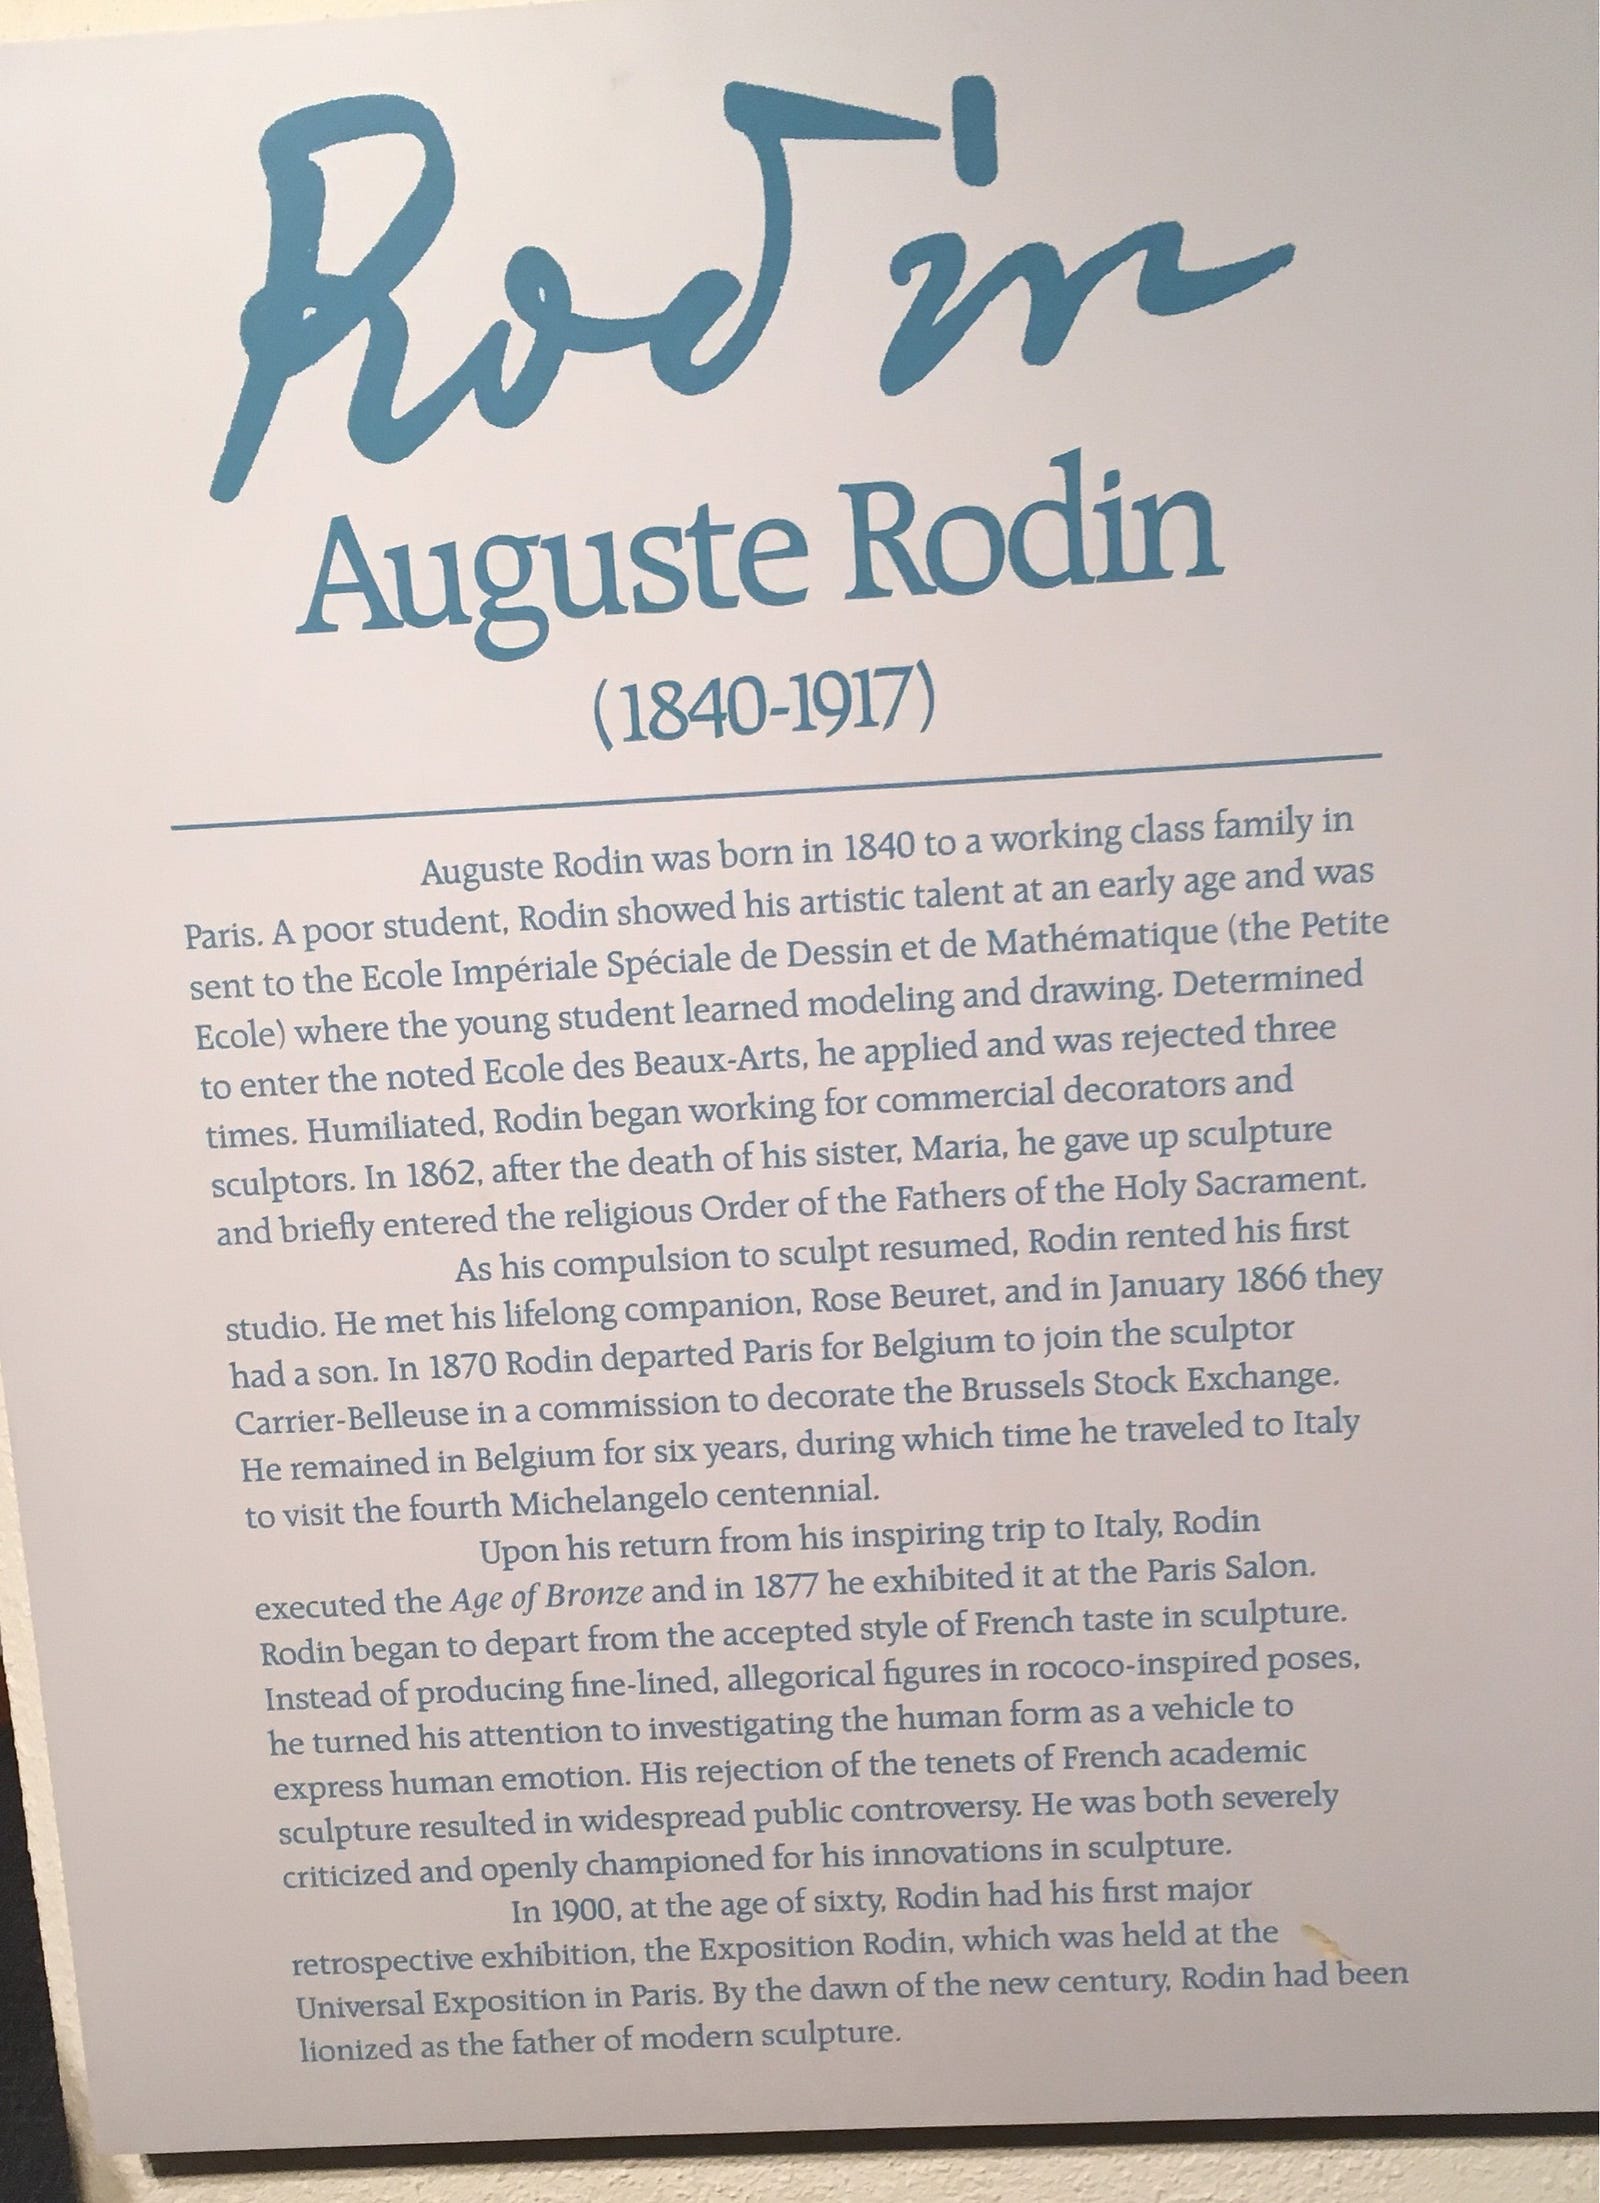 Rodin
Auguste Rodin
(1840-1917)
Auguste Rodin was born in 1840 to a working class family in
Paris. A poor student, Rodin showed his artistic talent at an early age and was
sent to the Ecole Impériale Spéciale de Dessin et de Mathématique (the Petite
Ecole) where the young student learned modeling and drawing. Determined
to enter the noted Ecole des Beaux-Arts, he applied and was rejected three
times. Humiliated, Rodin began working for commercial decorators and
sculptors. In 1862, after the death of his sister, Maria, he gave up sculpture
and briefly entered the religious Order of the Fathers of the Holy Sacrament.
As his compulsion to sculpt resumed, Rodin rented his first
studio. He met his lifelong companion, Rose Beuret, and in January 1866 they
had a son. In 1870 Rodin departed Paris for Belgium to join the sculptor
Carrier-Belleuse in a commission to decorate the Brussels Stock Exchange.
He remained in Belgium for six years, during which time he traveled to Italy
to visit the fourth Michelangelo centennial.
Upon his return from his inspiring trip to Italy, Rodin
executed the Age of Bronze and in 1877 he exhibited it at the Paris Salon.
Rodin began to depart from the accepted style of French taste in sculpture.
Instead of producing fine-lined, allegorical figures in rococo-inspired poses,
he turned his attention to investigating the human form as a vehicle to
express human emotion. His rejection of the tenets of French academic
sculpture resulted in widespread public controversy. He was both severely
criticized and openly championed for his innovations in sculpture.
In 1900, at the age of sixty, Rodin had his first major
retrospective exhibition, the Exposition Rodin, which was held at the
Universal Exposition in Paris. By the dawn of the new century, Rodin had been
lionized as the father of modern sculpture.